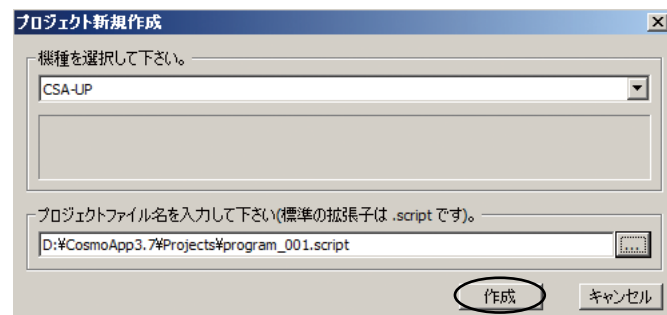 プロジェクト新規作成
機種を選択して下さい。
CSA-UP
プロジェクトファイル名を入力して下さい(標準の拡張子は .script です)。
D:¥CosmoApp3.7¥Projects¥program_001.script
...
作成 キャンセル